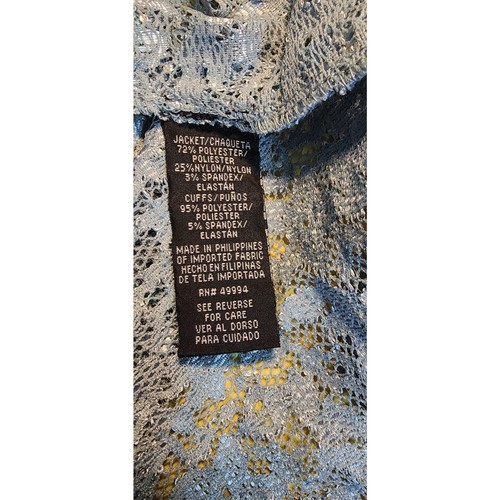 JACKET/CHAQUETA
72% POLYESTER/
POLIESTER
25%NYLON/NYLON
3% SPANDEX/
ELASTÁN
CUFFS/PUÑOS
95% POLYESTER/
POLIESTER
5% SPANDEX/
ELASTÁN
MADE IN PHILIPPINES
OF IMPORTED FABRIC
HECHO EN FILIPINAS
DE TELA IMPORTADA
RN# 49994
SEE REVERSE
FOR CARE
VER AL DORSO
PARA CUIDADO